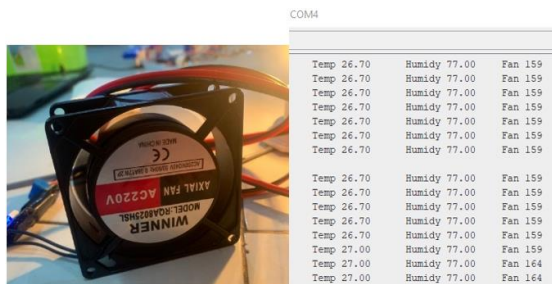 WINNER
MODEL:RQA8025HSL
AXIAL FAN AC220V
CE
MADE IN CHINA
COM4
Temp 26.70 Humidy 77.00 Fan 159
Temp 26.70 Humidy 77.00 Fan 159
Temp 26.70 Humidy 77.00 Fan 159
Temp 26.70 Humidy 77.00 Fan 159
Temp 26.70 Humidy 77.00 Fan 159
Temp 26.70 Humidy 77.00 Fan 159
Temp 26.70 Humidy 77.00 Fan 159
Temp 26.70 Humidy 77.00 Fan 159
Temp 26.70 Humidy 77.00 Fan 159
Temp 26.70 Humidy 77.00 Fan 159
Temp 26.70 Humidy 77.00 Fan 159
Temp 26.70 Humidy 77.00 Fan 159
Temp 27.00 Humidy 77.00 Fan 159
Temp 27.00 Humidy 77.00 Fan 164
Temp 27.00 Humidy 77.00 Fan 164